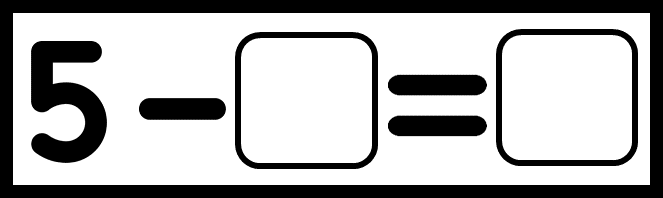 5 - □ = □